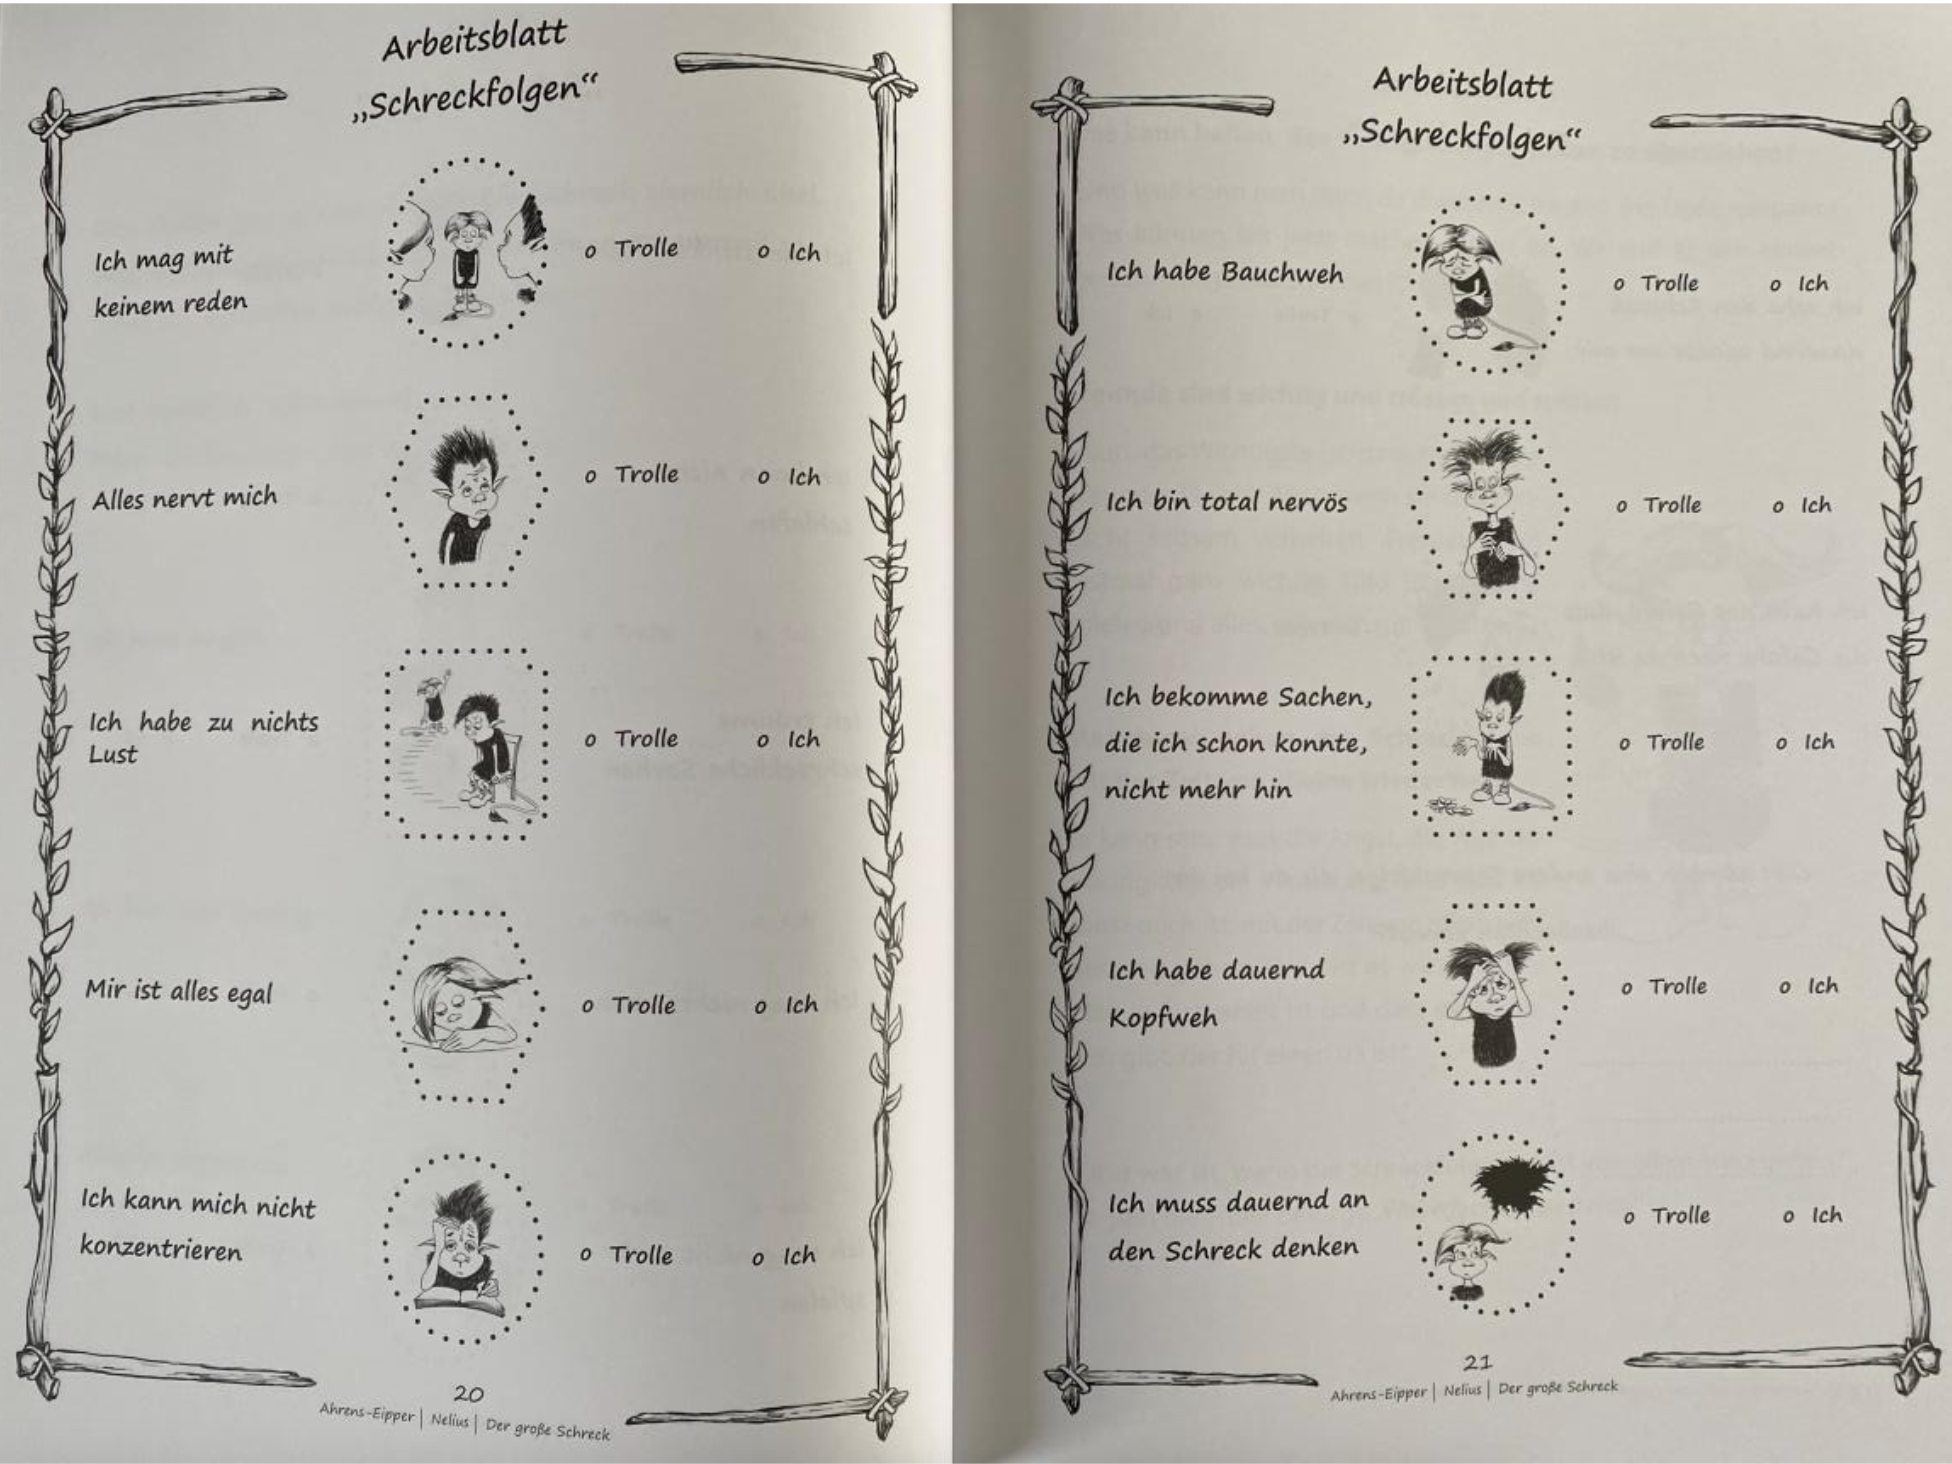 Arbeitsblatt
„Schreckfolgen“
Ich mag mit
keinem reden
o Trolle o Ich
Alles nervt mich
o Trolle o Ich
Ich habe zu nichts
Lust
o Trolle o Ich
Mir ist alles egal
o Trolle o Ich
Ich kann mich nicht
konzentrieren
o Trolle o Ich
20
Ahrens-Eipper | Nelius | Der große Schreck
Arbeitsblatt
„Schreckfolgen“
Ich habe Bauchweh
o Trolle o Ich
Ich bin total nervös
o Trolle o Ich
Ich bekomme Sachen,
die ich schon konnte,
nicht mehr hin
o Trolle o Ich
Ich habe dauernd
Kopfweh
o Trolle o Ich
Ich muss dauernd an
den Schreck denken
o Trolle o Ich
21
Ahrens-Eipper | Nelius | Der große Schreck